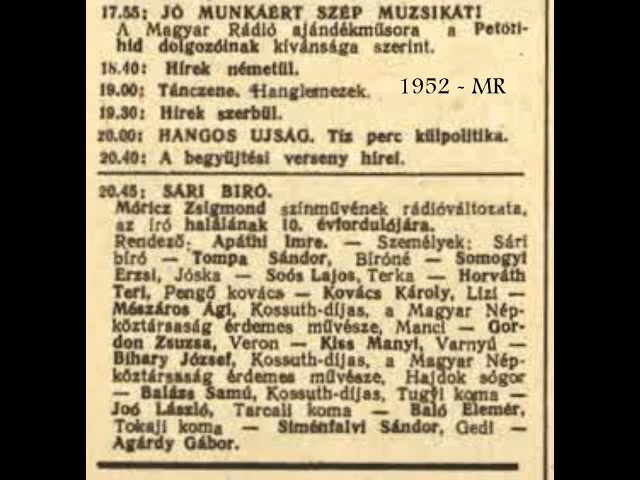 17.55: JÓ MUNKÁÉRT SZÉP MUZSIKÁT!
A Magyar Rádió ajándékműsora a Petőfi-
híd dolgozóinak kívánsága szerint.
18.40: Hírek németül.
19.00: Tánczene. Hanglemezek.
1952 - MR
19.30: Hírek szerbül.
20.00: HANGOS UJSÁG. Tíz perc külpolitika.
20.40: A begyüjtési verseny hírei.
20.45: SÁRI BÍRÓ.
Móricz Zsigmond színművének rádióváltozata,
az író halálának 10. évfordulójára.
Rendező: Apáthi Imre. — Személyek: Sári
bíró — Tompa Sándor, Bíróné — Somogyi
Erzsi, Jóska — Soós Lajos, Terka — Horváth
Teri, Pengő kovács — Kovács Károly, Lizi —
Mészáros Ági, Kossuth-díjas, a Magyar Nép-
köztársaság érdemes művésze, Manci — Gor-
don Zsuzsa, Veron — Kiss Manyi, Varnyú —
Bihary József, Kossuth-díjas, a Magyar Nép-
köztársaság érdemes művésze, Hajdok sógor
— Balázs Samú, Kossuth-díjas, Tugyi koma —
Joó László, Tarcali koma — Baló Elemér,
Tokaji koma — Siménfalvi Sándor, Gedi —
Agárdy Gábor.